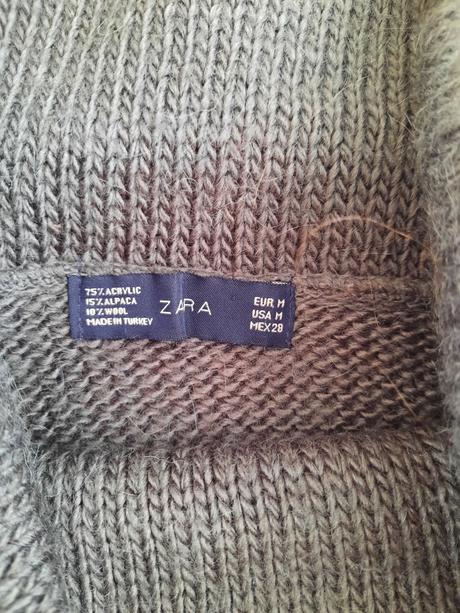 75% ACRYLIC
15% ALPACA
10% WOOL
MADE IN TURKEY
ZARA
EUR M
USA M
MEX 28